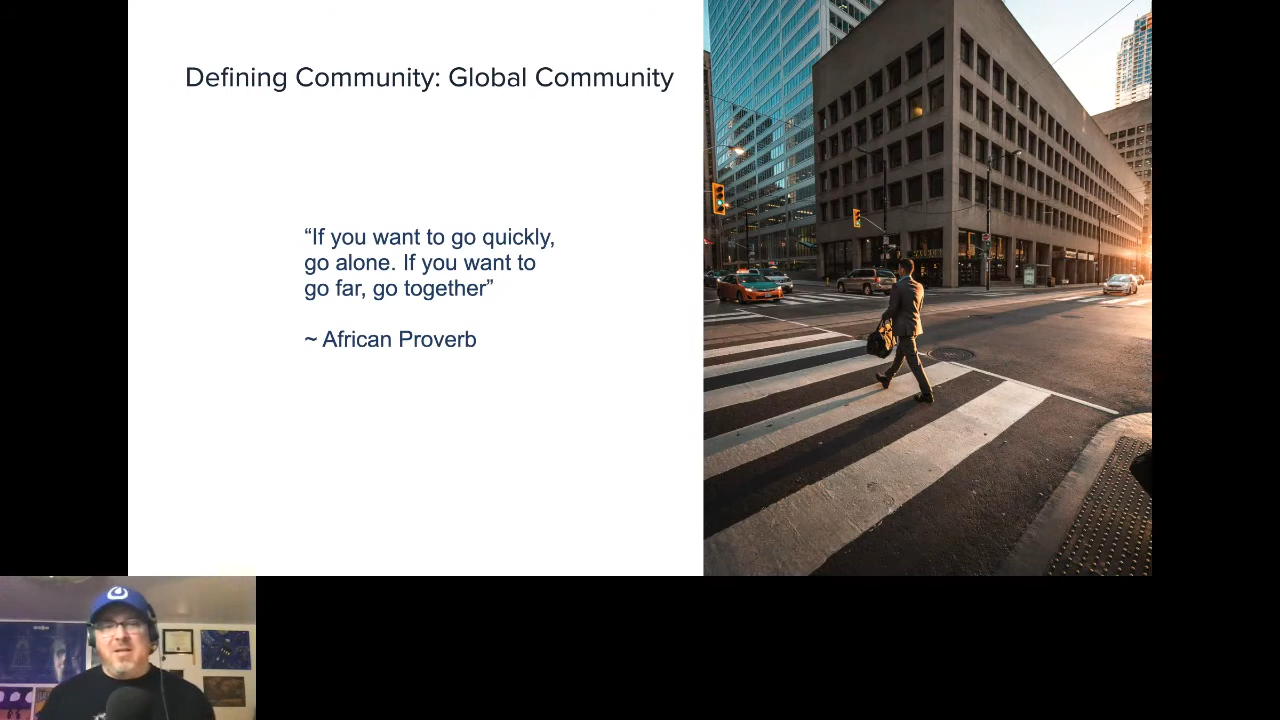 Defining Community: Global Community
“If you want to go quickly,
go alone. If you want to
go far, go together”
~ African Proverb